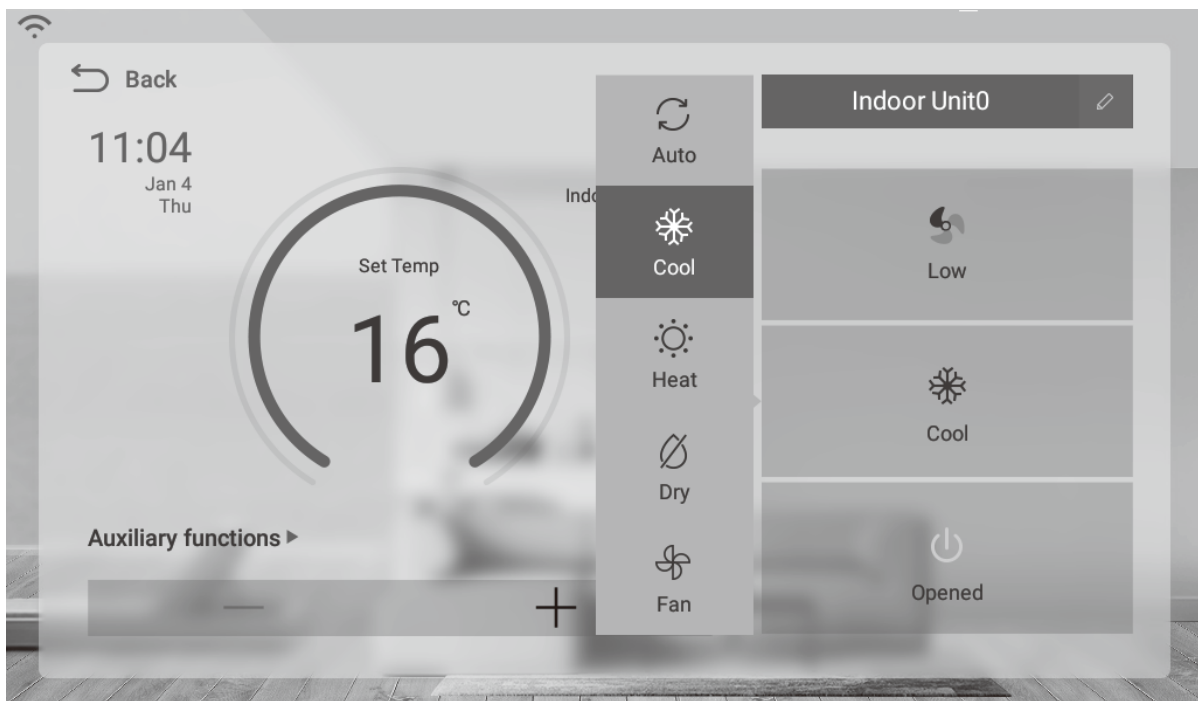 Back
11:04
Jan 4
Thu
Set Temp
16 ℃
Auxiliary functions
Auto
Cool
Heat
Dry
Fan
Indoor Unit0
Low
Cool
Opened